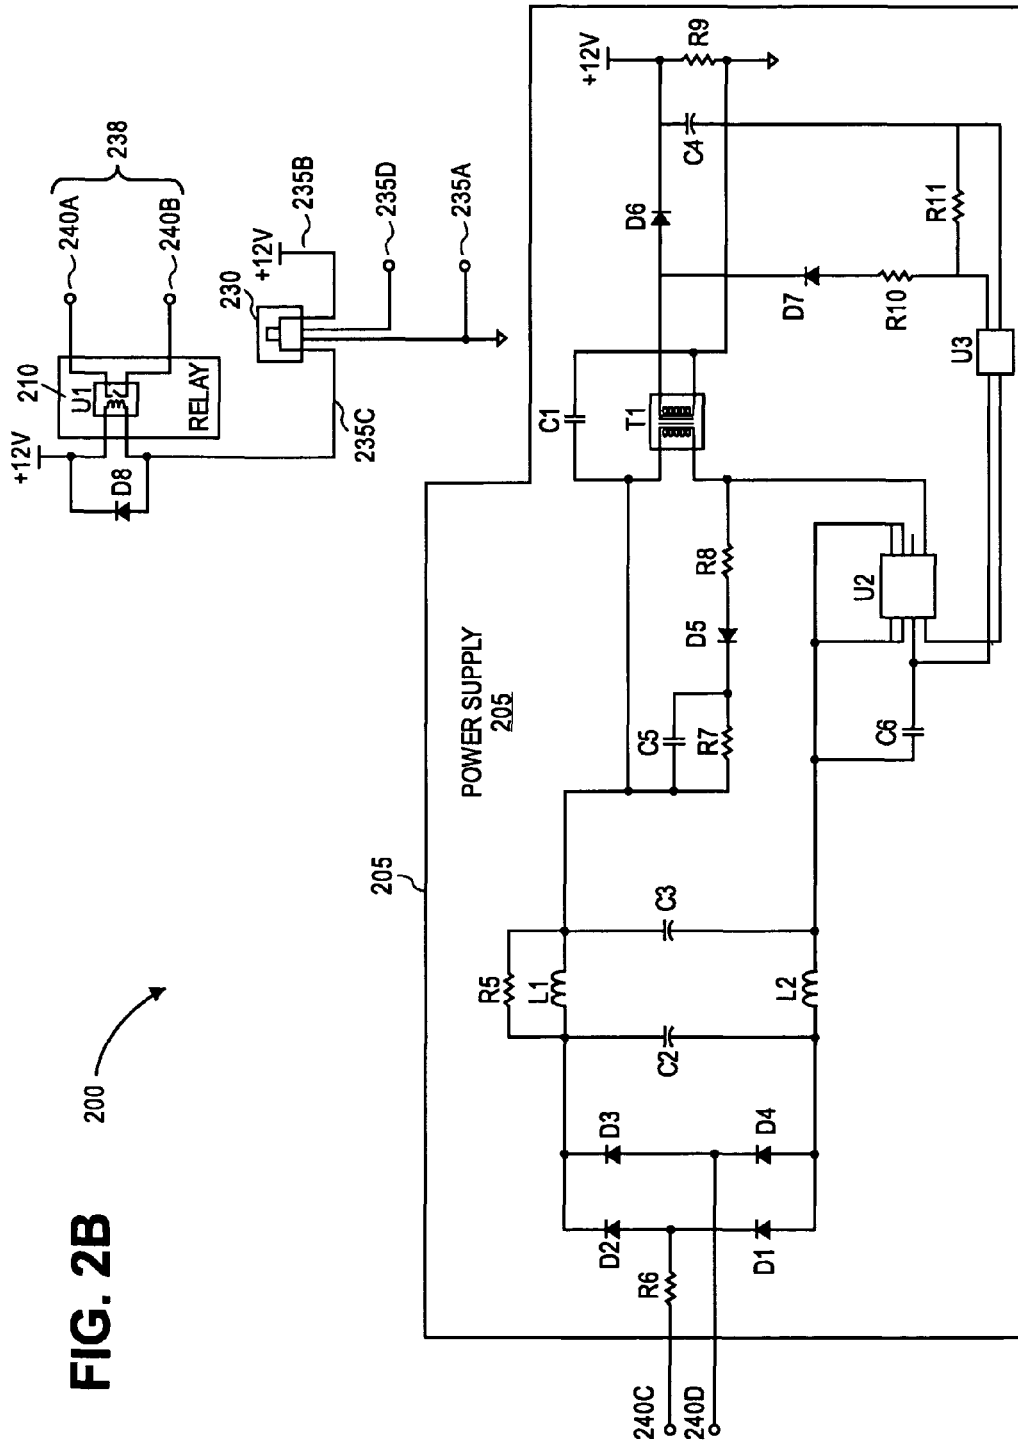 FIG. 2B
200
+12V
210
U1
RELAY
D8
240A
240B
238
230
+12V
235B
235D
235A
235C
205
POWER SUPPLY
205
240C
240D
R6
D2
D3
D1
D4
R5
L1
C2
C3
L2
C5
R7
D5
R8
C1
T1
C6
U2
U3
D6
D7
R10
R11
C4
+12V
R9